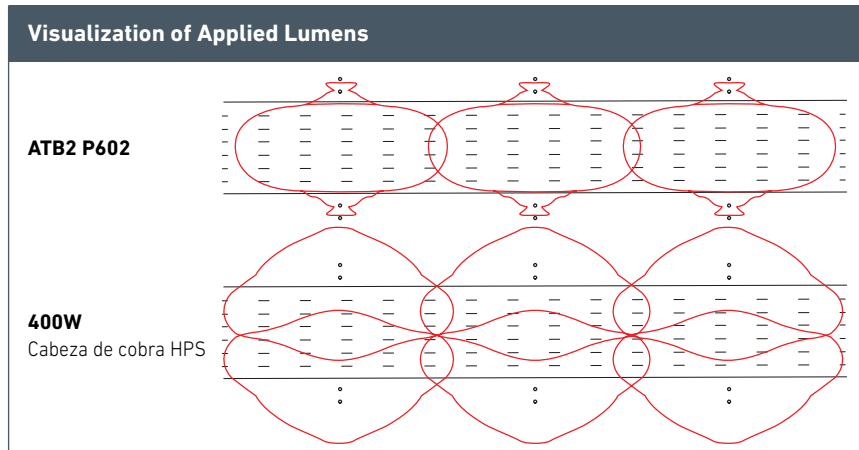 Visualization of Applied Lumens
ATB2 P602
400W
Cabeza de cobra HPS